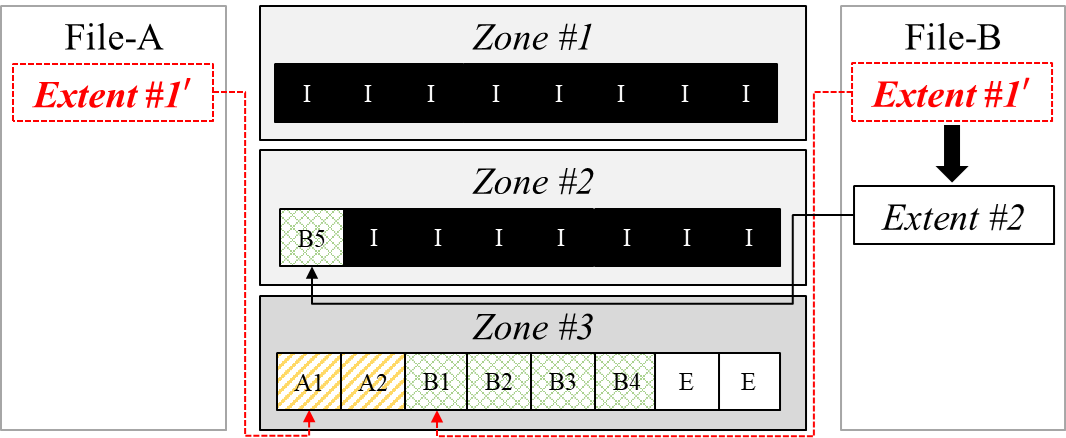 File-A
Extent #1′
Zone #1
I I I I I I I I
Zone #2
B5 I I I I I I I
Zone #3
A1 A2 B1 B2 B3 B4 E E
File-B
Extent #1′
Extent #2